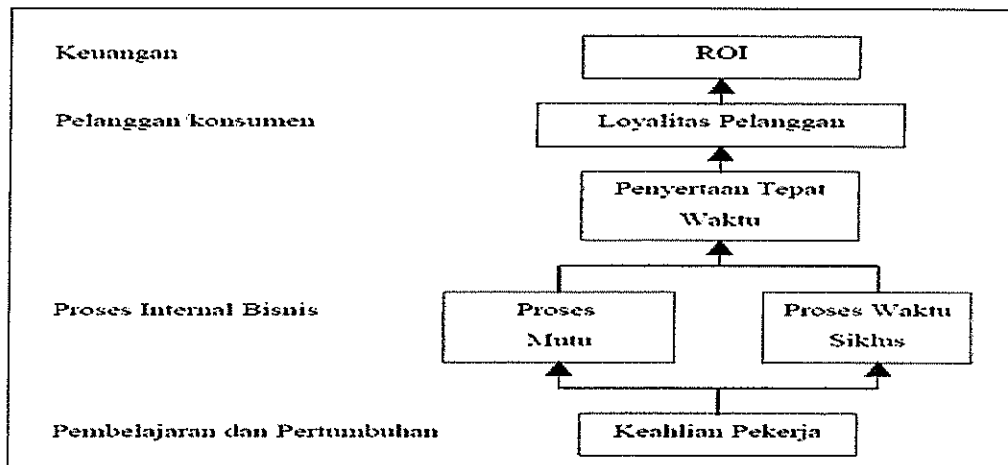 Keuangan
ROI
Pelanggan/konsumen
Loyalitas Pelanggan
Penyertaan Tepat
Waktu
Proses Internal Bisnis
Proses
Mutu
Proses Waktu
Siklus
Pembelajaran dan Pertumbuhan
Keahlian Pekerja